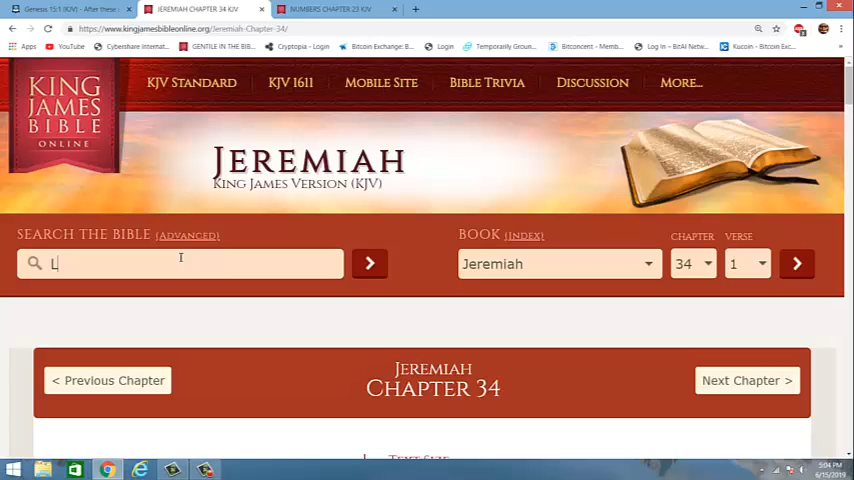 Genesis 15:1 (KJV) - After these
JEREMIAH CHAPTER 34 KJV
NUMBERS CHAPTER 23 KJV
https://www.kingjamesbibleonline.org/Jeremiah-Chapter-34/
Apps
YouTube
Cybershare Internat...
GENTILE IN THE BIB...
Cryptopia - Login
Bitcoin Exchange: B...
Login
Temporarily Groun...
Bitconcent - Member...
Log In – BitAI Netwo...
Kucoin - Bitcoin Exc...
KING
JAMES
BIBLE
ONLINE
KJV STANDARD
KJV 1611
MOBILE SITE
BIBLE TRIVIA
DISCUSSION
MORE...
JEREMIAH
KING JAMES VERSION (KJV)
SEARCH THE BIBLE (ADVANCED)
BOOK (INDEX)
CHAPTER
VERSE
L
Jeremiah
34
1
< Previous Chapter
JEREMIAH
CHAPTER 34
Next Chapter >
TEXT SIZE
5:04 PM
6/15/2019